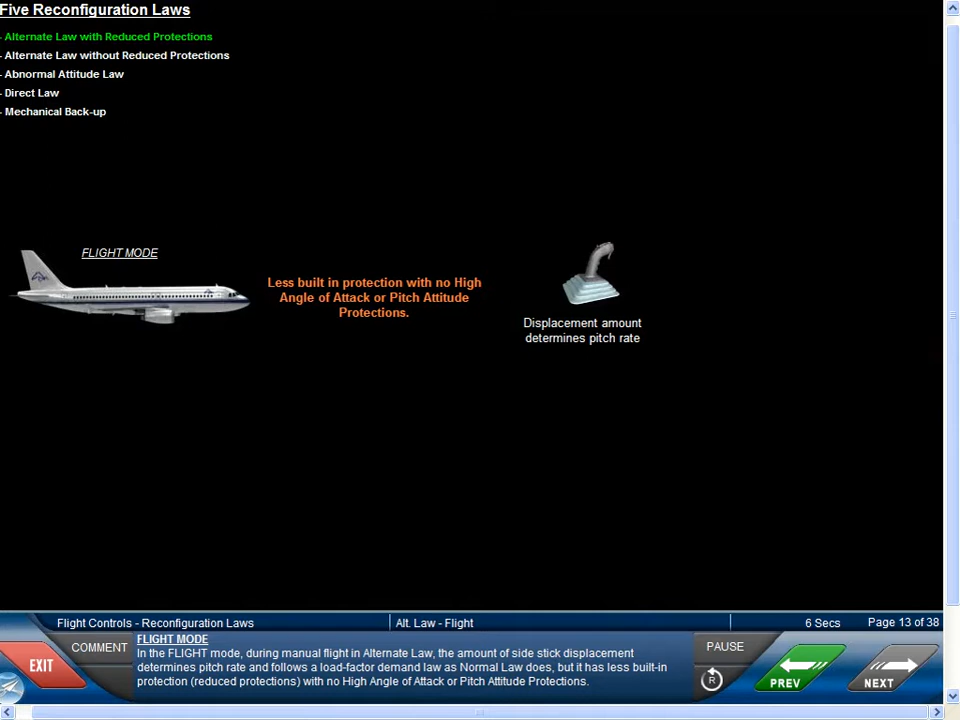 Five Reconfiguration Laws
- Alternate Law with Reduced Protections
- Alternate Law without Reduced Protections
- Abnormal Attitude Law
- Direct Law
- Mechanical Back-up
FLIGHT MODE
Less built in protection with no High
Angle of Attack or Pitch Attitude
Protections.
Displacement amount
determines pitch rate
Flight Controls - Reconfiguration Laws
Alt. Law - Flight
6 Secs
Page 13 of 38
EXIT
COMMENT
FLIGHT MODE
In the FLIGHT mode, during manual flight in Alternate Law, the amount of side stick displacement
determines pitch rate and follows a load-factor demand law as Normal Law does, but it has less built-in
protection (reduced protections) with no High Angle of Attack or Pitch Attitude Protections.
PAUSE
R
PREV
NEXT